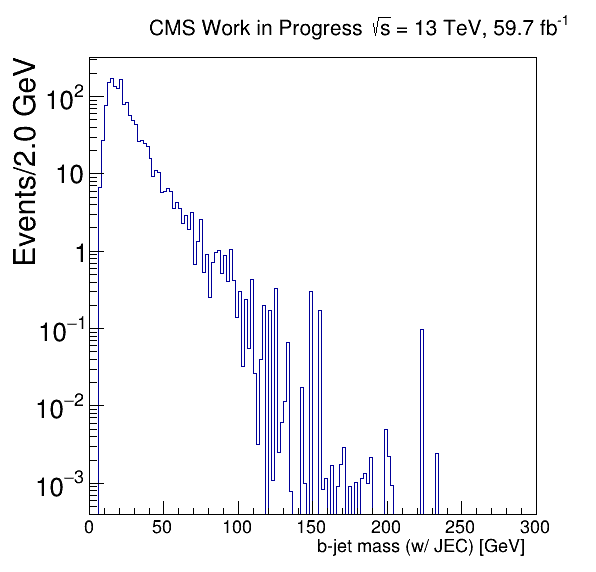 CMS Work in Progress √s = 13 TeV, 59.7 fb⁻¹
Events/2.0 GeV
10²
10
1
10⁻¹
10⁻²
10⁻³
0 50 100 150 200 250 300
b-jet mass (w/ JEC) [GeV]